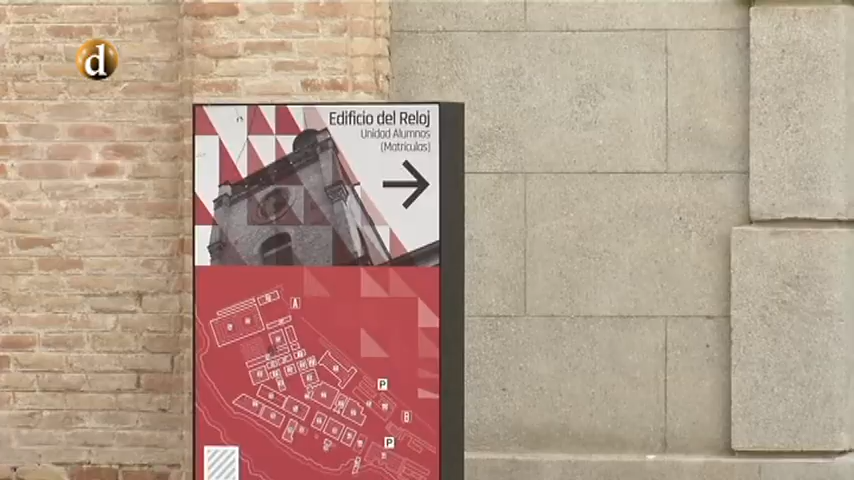 d
Edificio del Reloj
Unidad Alumnos
(Matrículas)
A
P
B
P